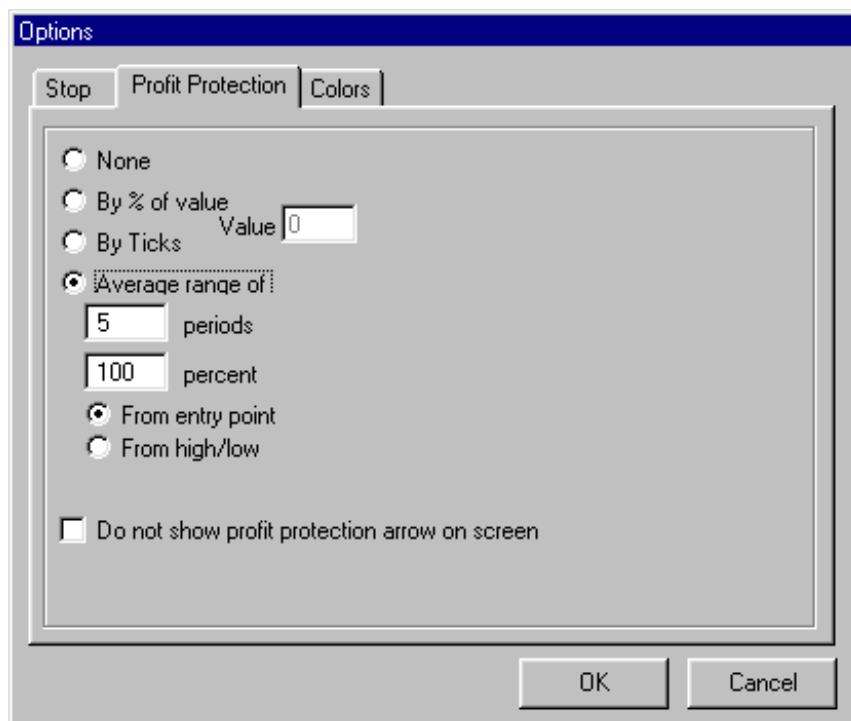 Options
Stop Profit Protection Colors
None
By % of value
Value 0
By Ticks
Average range of
5 periods
100 percent
From entry point
From high/low
Do not show profit protection arrow on screen
OK Cancel